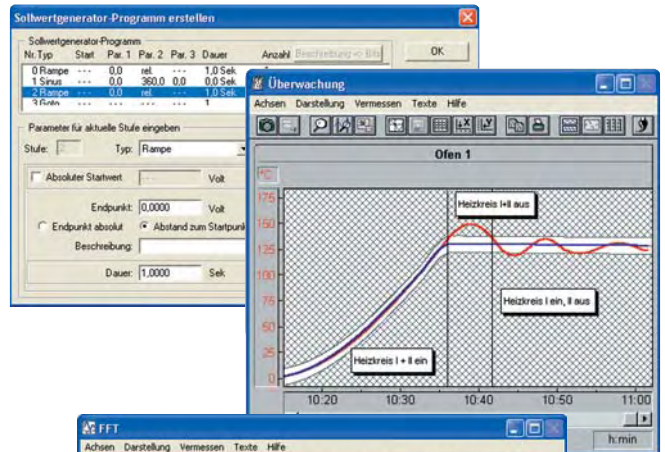 Sollwertgenerator-Programm erstellen
Sollwertgenerator-Programm
Nr. Typ Start Par. 1 Par. 2 Par. 3 Dauer Anzahl Beschreibung <> Bits OK
0 Rampe --- 0,0 rel. --- 1,0 Sek
1 Sinus --- 0,0 360,0 0,0 0,0 Sek
2 Rampe --- 0,0 rel. --- 1,0 Sek
3 Goto --- --- 1
Parameter für aktuelle Stufe eingeben
Stufe: 2 Typ: Rampe
Absoluter Startwert --- Volt
Endpunkt: 0,0000 Volt
Endpunkt absolut Abstand zum Startpunk
Beschreibung:
Dauer: 1,0000 Sek
Überwachung
Achsen Darstellung Vermessen Texte Hilfe
Ofen 1
°C
175
150
125
100
75
50
25
0
Heizkreis I+II aus
Heizkreis I ein, II aus
Heizkreis I + II ein
10:20 10:30 10:40 10:50 11:00
h:min
FFT
Achsen Darstellung Vermessen Texte Hilfe